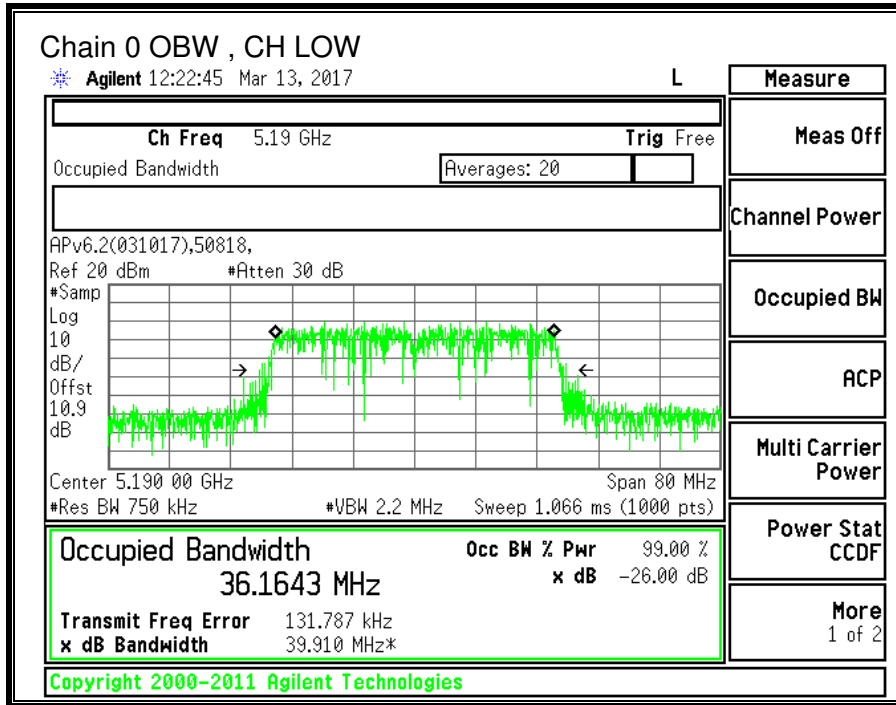 Chain 0 OBW , CH LOW
Agilent 12:22:45 Mar 13, 2017 L
Measure
Ch Freq 5.19 GHz Trig Free
Meas Off
Occupied Bandwidth Averages: 20
Channel Power
APv6.2(031017),50818,
Ref 20 dBm #Atten 30 dB
#Samp
Log
10
dB/
Offst
10.9
dB
Occupied BW
ACP
Center 5.190 00 GHz Span 80 MHz
#Res BW 750 kHz #VBW 2.2 MHz Sweep 1.066 ms (1000 pts)
Multi Carrier
Power
Occupied Bandwidth Occ BW % Pwr 99.00 %
36.1643 MHz x dB -26.00 dB
Transmit Freq Error 131.787 kHz
x dB Bandwidth 39.910 MHz*
Power Stat
CCDF
More
1 of 2
Copyright 2000-2011 Agilent Technologies